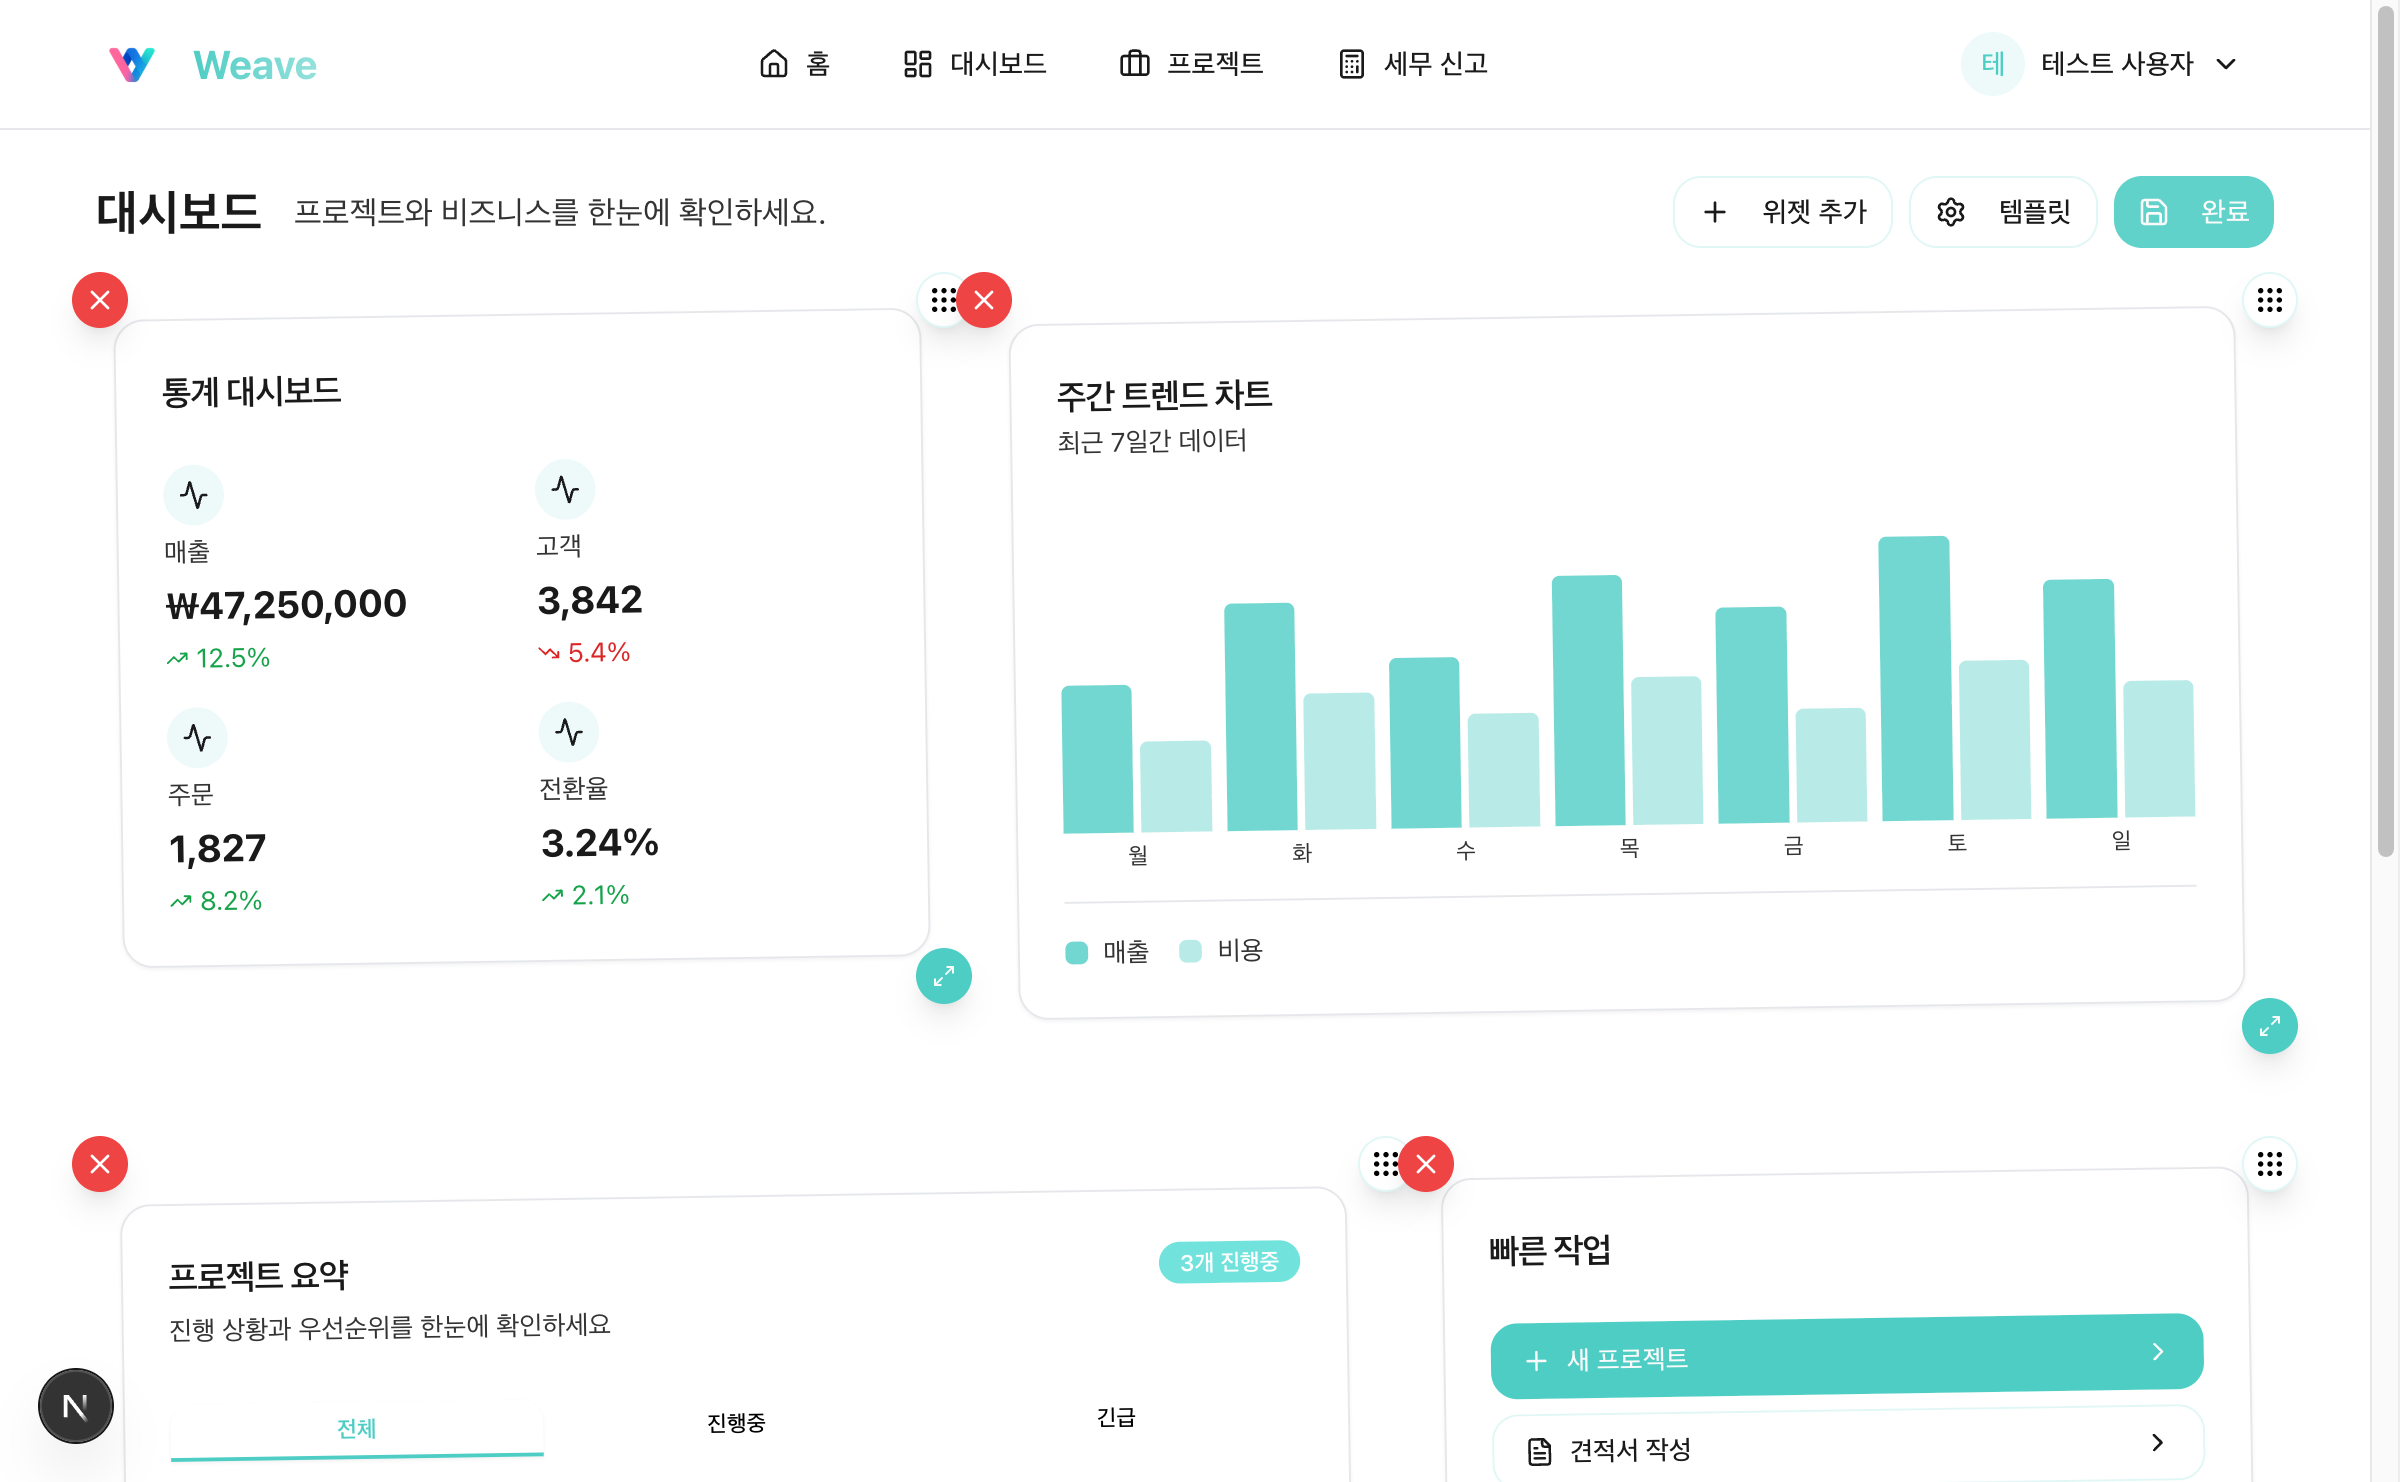 Weave
홈
대시보드
프로젝트
세무 신고
테
테스트 사용자
대시보드
프로젝트와 비즈니스를 한눈에 확인하세요.
위젯 추가
템플릿
완료
통계 대시보드
매출
₩47,250,000
12.5%
고객
3,842
5.4%
주문
1,827
8.2%
전환율
3.24%
2.1%
주간 트렌드 차트
최근 7일간 데이터
월
화
수
목
금
토
일
매출
비용
프로젝트 요약
3개 진행중
진행 상황과 우선순위를 한눈에 확인하세요
전체
진행중
긴급
빠른 작업
새 프로젝트
견적서 작성
N